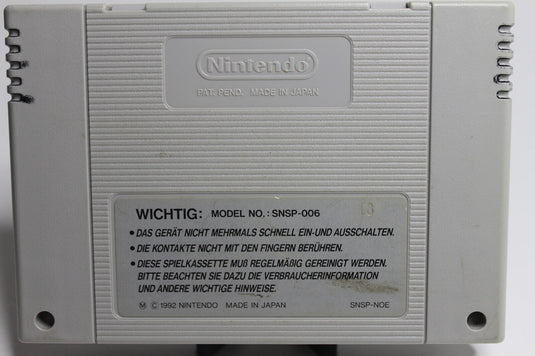 Nintendo
PAT. PEND. MADE IN JAPAN
WICHTIG: MODEL NO.: SNSP-006
• DAS GERÄT NICHT MEHRMALS SCHNELL EIN-UND AUSSCHALTEN.
• DIE KONTAKTE NICHT MIT DEN FINGERN BERÜHREN.
• DIESE SPIELKASSETTE MUß REGELMÄßIG GEREINIGT WERDEN.
BITTE BEACHTEN SIE DAZU DIE VERBRAUCHERINFORMATION
UND ANDERE WICHTIGE HINWEISE.
Ⓜ © 1992 NINTENDO MADE IN JAPAN SNSP-NOE